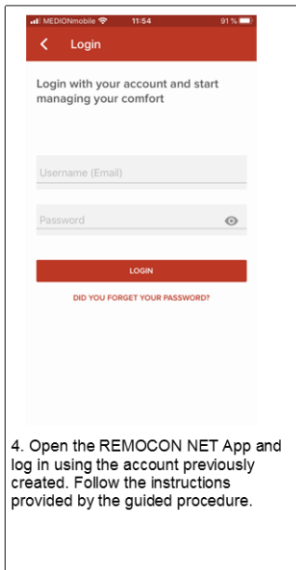 MEDIONmobile 11:54 91 %
Login
Login with your account and start
managing your comfort
Username (Email)
Password
LOGIN
DID YOU FORGET YOUR PASSWORD?
4. Open the REMOCON NET App and
log in using the account previously
created. Follow the instructions
provided by the guided procedure.